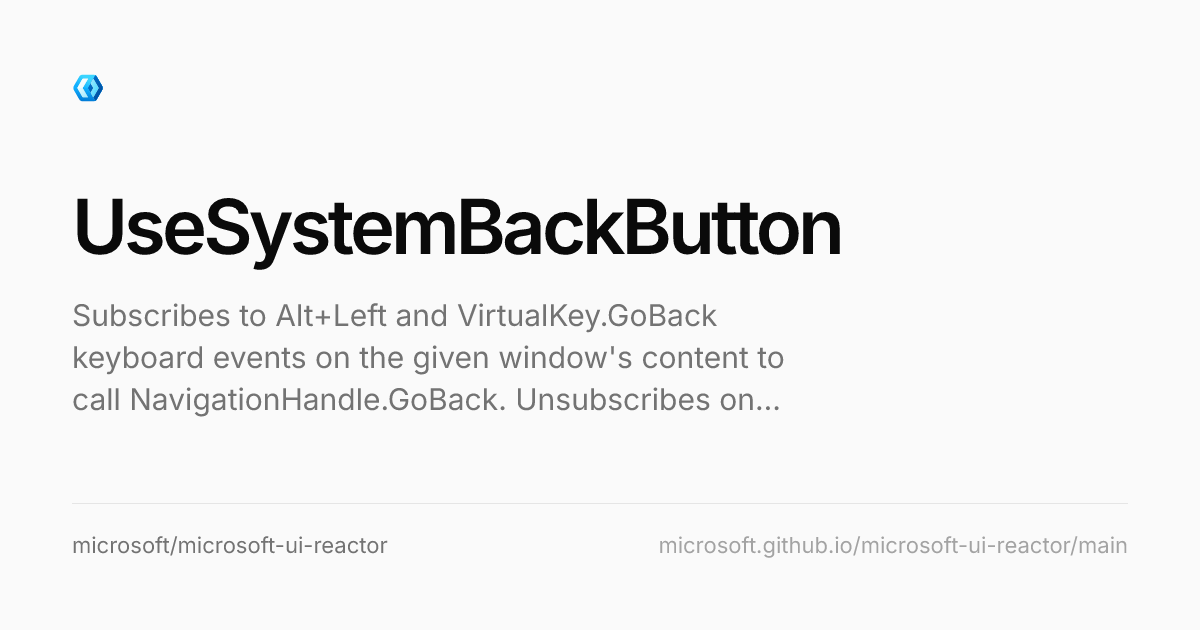 UseSystemBackButton
Subscribes to Alt+Left and VirtualKey.GoBack
keyboard events on the given window's content to
call NavigationHandle.GoBack. Unsubscribes on...
microsoft/microsoft-ui-reactor
microsoft.github.io/microsoft-ui-reactor/main